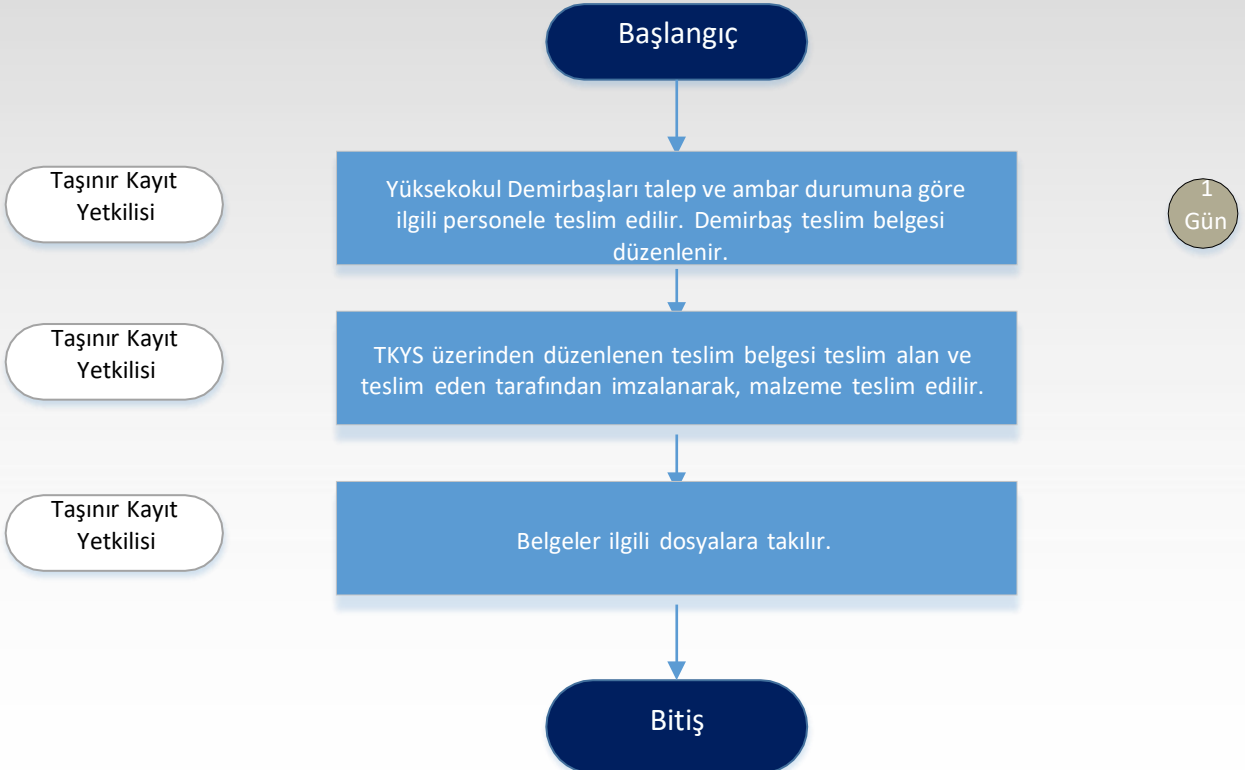 Başlangıç
Taşınır Kayıt
Yetkilisi
Yüksekokul Demirbaşları talep ve ambar durumuna göre
ilgili personele teslim edilir. Demirbaş teslim belgesi
düzenlenir.
1
Gün
Taşınır Kayıt
Yetkilisi
TKYS üzerinden düzenlenen teslim belgesi teslim alan ve
teslim eden tarafından imzalanarak, malzeme teslim edilir.
Taşınır Kayıt
Yetkilisi
Belgeler ilgili dosyalara takılır.
Bitiş